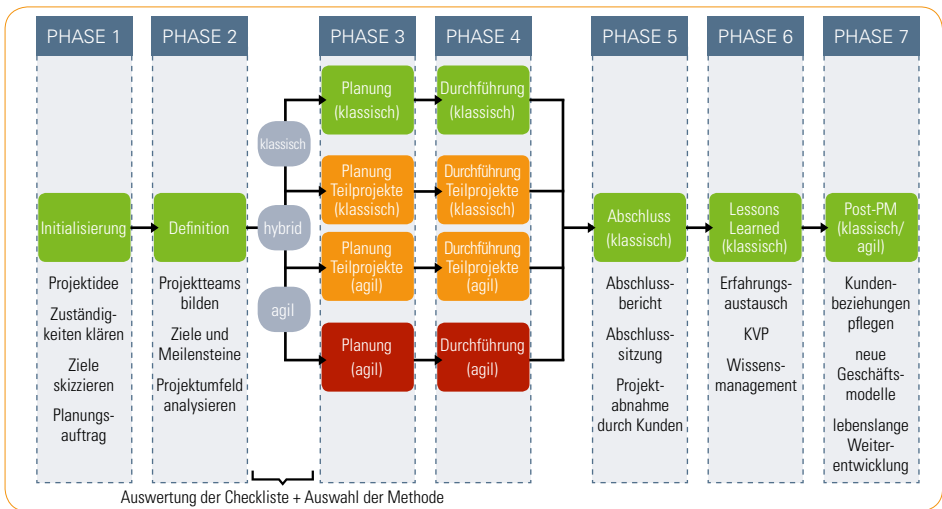 PHASE 1
PHASE 2
PHASE 3
PHASE 4
PHASE 5
PHASE 6
PHASE 7
Initialisierung
Projektidee
Zuständig-
keiten klären
Ziele
skizzieren
Planungs-
auftrag
Definition
Projektteams
bilden
Ziele und
Meilensteine
Projektumfeld
analysieren
klassisch
hybrid
agil
Planung
(klassisch)
Planung
Teilprojekte
(klassisch)
Planung
Teilprojekte
(agil)
Planung
(agil)
Durchführung
(klassisch)
Durchführung
Teilprojekte
(klassisch)
Durchführung
Teilprojekte
(agil)
Durchführung
(agil)
Abschluss
(klassisch)
Abschluss-
bericht
Abschluss-
sitzung
Projekt-
abnahme
durch Kunden
Lessons
Learned
(klassisch)
Erfahrungs-
austausch
KVP
Wissens-
management
Post-PM
(klassisch/
agil)
Kunden-
beziehungen
pflegen
neue
Geschäfts-
modelle
lebenslange
Weiter-
entwicklung
Auswertung der Checkliste + Auswahl der Methode